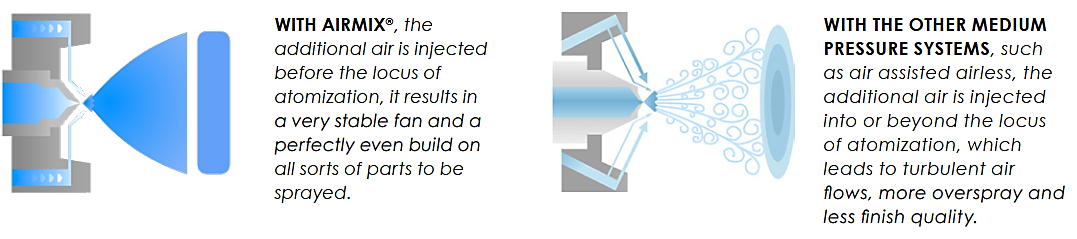 WITH AIRMIX®, the
additional air is injected
before the locus of
atomization, it results in
a very stable fan and a
perfectly even build on
all sorts of parts to be
sprayed.
WITH THE OTHER MEDIUM
PRESSURE SYSTEMS, such
as air assisted airless, the
additional air is injected
into or beyond the locus
of atomization, which
leads to turbulent air
flows, more overspray and
less finish quality.